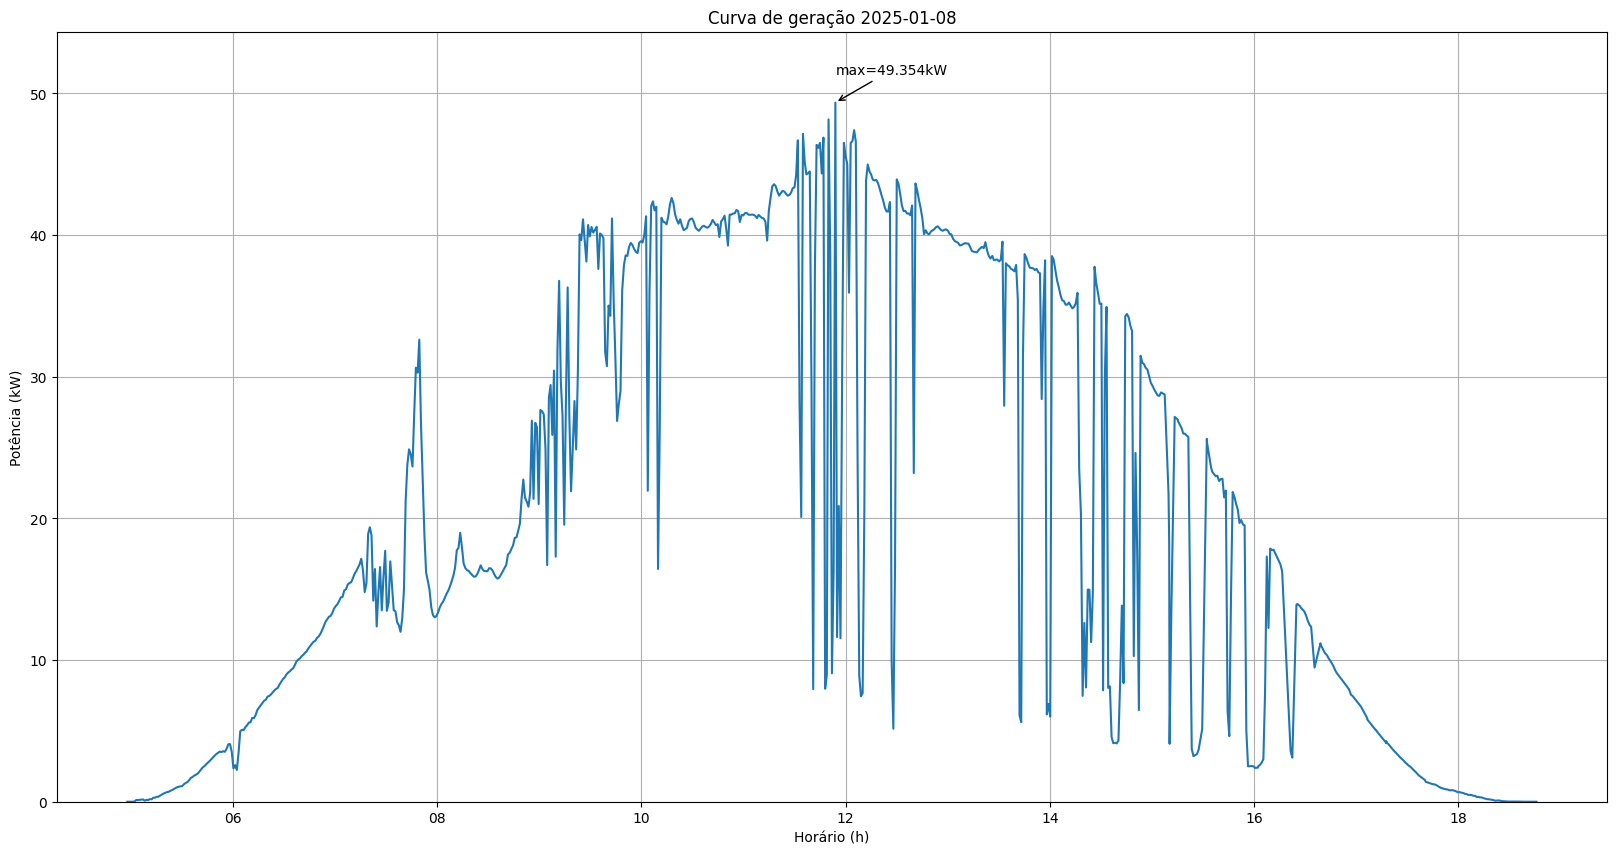 Curva de geração 2025-01-08
max=49.354kW
50
40
30
20
10
0
Potência (kW)
06 08 10 12 14 16 18
Horário (h)